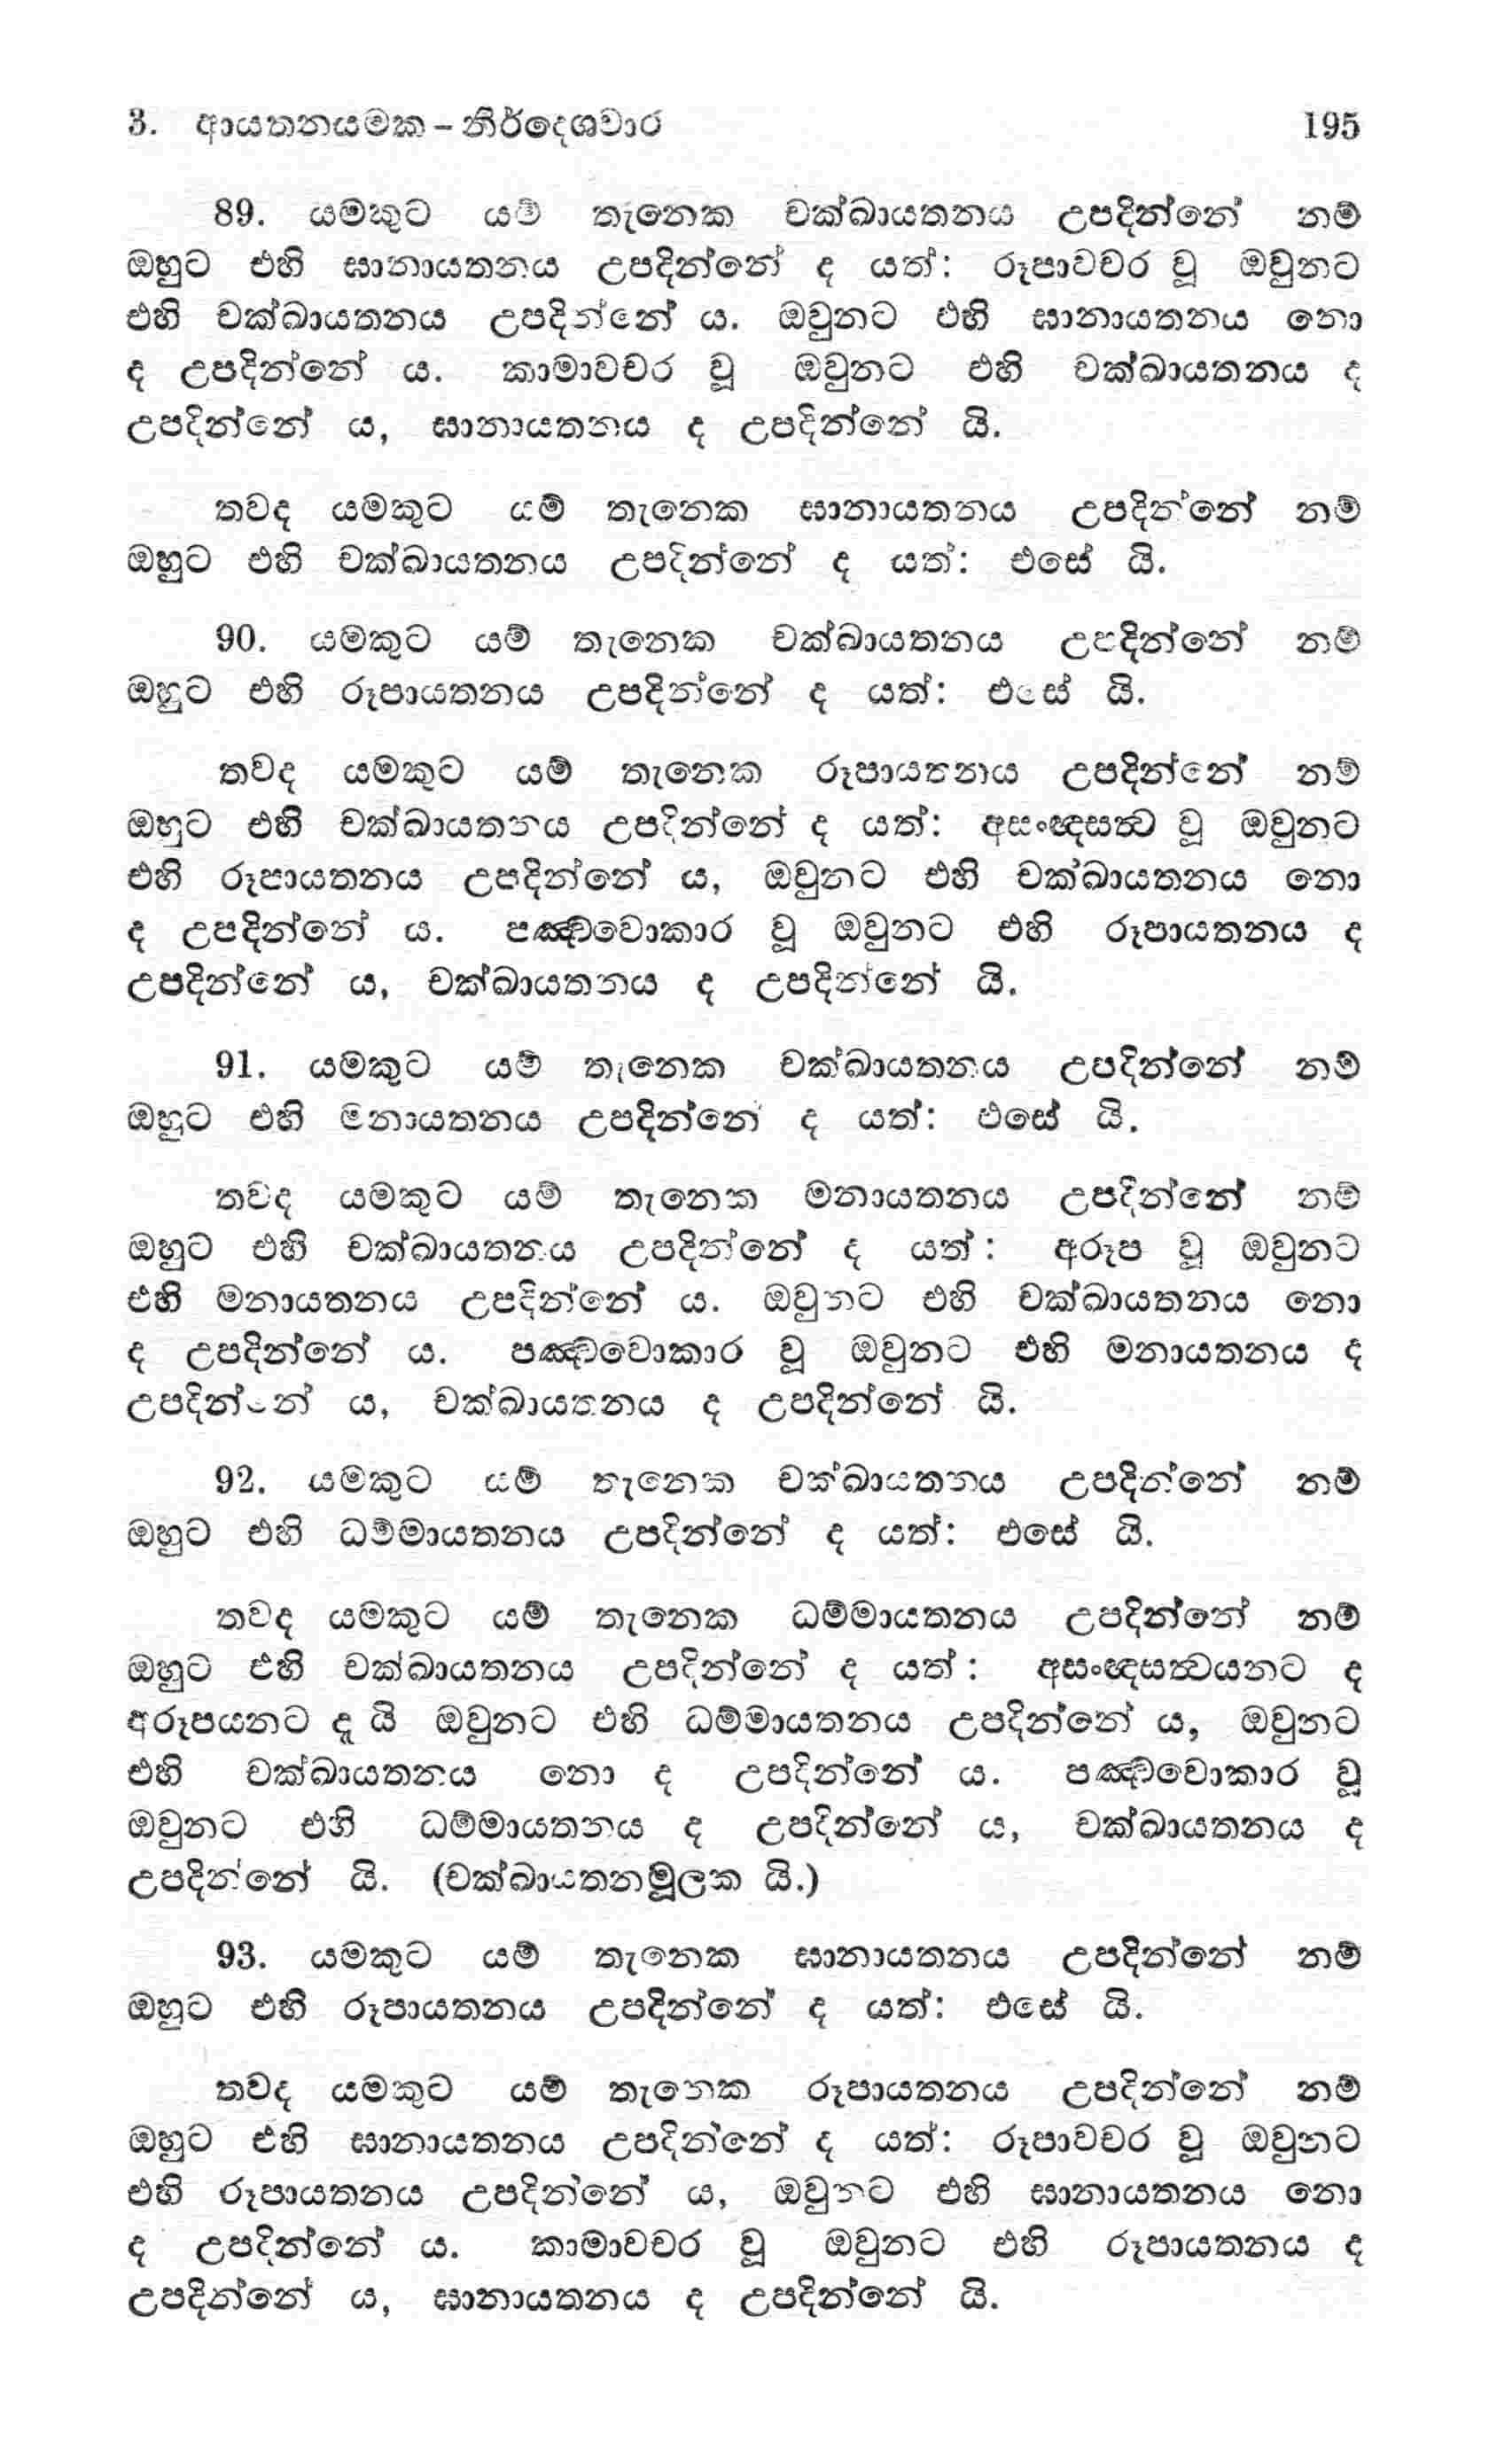 3. ආයතනයමක - නිර්දෙශවාර 195
89. යමකුට යම් තැනෙක චක්ඛායතනය උපදින්නේ නම්
ඔහුට එහි ඝානායතනය උපදින්නේ ද යත්: රූපාවචර වූ ඔවුනට
එහි චක්ඛායතනය උපදින්නේ ය. ඔවුනට එහි ඝානායතනය නො
ද උපදින්නේ ය. කාමාවචර වූ ඔවුනට එහි චක්ඛායතනය ද
උපදින්නේ ය, ඝානායතනය ද උපදින්නේ යි.
තවද යමකුට යම් තැනෙක ඝානායතනය උපදින්නේ නම්
ඔහුට එහි චක්ඛායතනය උපදින්නේ ද යත්: එසේ යි.
90. යමකුට යම් තැනෙක චක්ඛායතනය උපදින්නේ නම්
ඔහුට එහි රූපායතනය උපදින්නේ ද යත්: එසේ යි.
තවද යමකුට යම් තැනෙක රූපායතනය උපදින්නේ නම්
ඔහුට එහි චක්ඛායතනය උපදින්නේ ද යත්: අසංඥසත්‍ව වූ ඔවුනට
එහි රූපායතනය උපදින්නේ ය, ඔවුනට එහි චක්ඛායතනය නො
ද උපදින්නේ ය. පඤ්චවොකාර වූ ඔවුනට එහි රූපායතනය ද
උපදින්නේ ය, චක්ඛායතනය ද උපදින්නේ යි.
91. යමකුට යම් තැනෙක චක්ඛායතනය උපදින්නේ නම්
ඔහුට එහි මනායතනය උපදින්නේ ද යත්: එසේ යි.
තවද යමකුට යම් තැනෙක මනායතනය උපදින්නේ නම්
ඔහුට එහි චක්ඛායතනය උපදින්නේ ද යත්: අරූප වූ ඔවුනට
එහි මනායතනය උපදින්නේ ය. ඔවුනට එහි චක්ඛායතනය නො
ද උපදින්නේ ය. පඤ්චවොකාර වූ ඔවුනට එහි මනායතනය ද
උපදින්නේ ය, චක්ඛායතනය ද උපදින්නේ යි.
92. යමකුට යම් තැනෙක චක්ඛායතනය උපදින්නේ නම්
ඔහුට එහි ධම්මායතනය උපදින්නේ ද යත්: එසේ යි.
තවද යමකුට යම් තැනෙක ධම්මායතනය උපදින්නේ නම්
ඔහුට එහි චක්ඛායතනය උපදින්නේ ද යත්: අසංඥසත්‍වයනට ද
අරූපයනට ද යි ඔවුනට එහි ධම්මායතනය උපදින්නේ ය, ඔවුනට
එහි චක්ඛායතනය නො ද උපදින්නේ ය. පඤ්චවොකාර වූ
ඔවුනට එහි ධම්මායතනය ද උපදින්නේ ය, චක්ඛායතනය ද
උපදින්නේ යි. (චක්ඛායතනමූලක යි.)
93. යමකුට යම් තැනෙක ඝානායතනය උපදින්නේ නම්
ඔහුට එහි රූපායතනය උපදින්නේ ද යත්: එසේ යි.
තවද යමකුට යම් තැනෙක රූපායතනය උපදින්නේ නම්
ඔහුට එහි ඝානායතනය උපදින්නේ ද යත්: රූපාවචර වූ ඔවුනට
එහි රූපායතනය උපදින්නේ ය, ඔවුනට එහි ඝානායතනය නො
ද උපදින්නේ ය. කාමාවචර වූ ඔවුනට එහි රූපායතනය ද
උපදින්නේ ය, ඝානායතනය ද උපදින්නේ යි.